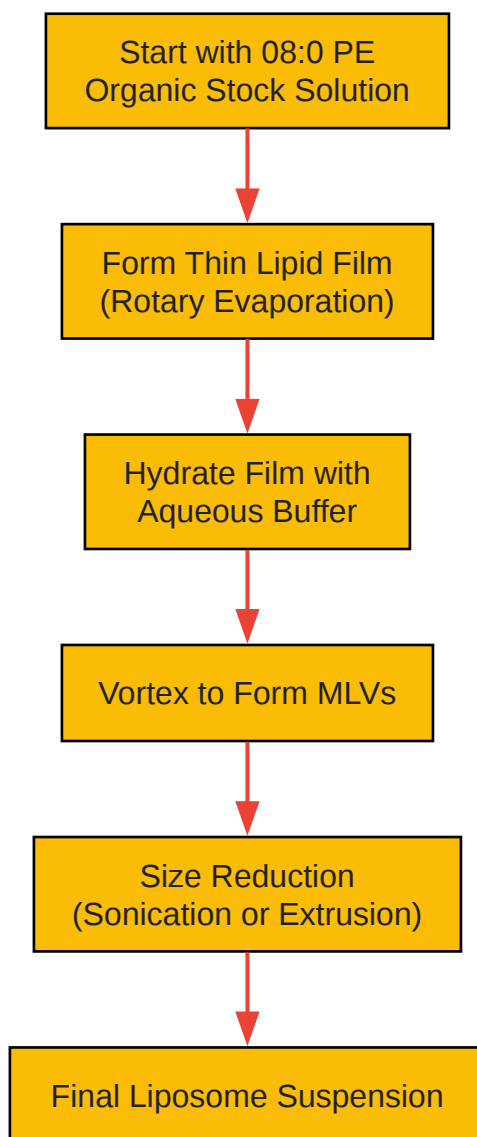 Start with 08:0 PE
Organic Stock Solution
Form Thin Lipid Film
(Rotary Evaporation)
Hydrate Film with
Aqueous Buffer
Vortex to Form MLVs
Size Reduction
(Sonication or Extrusion)
Final Liposome Suspension